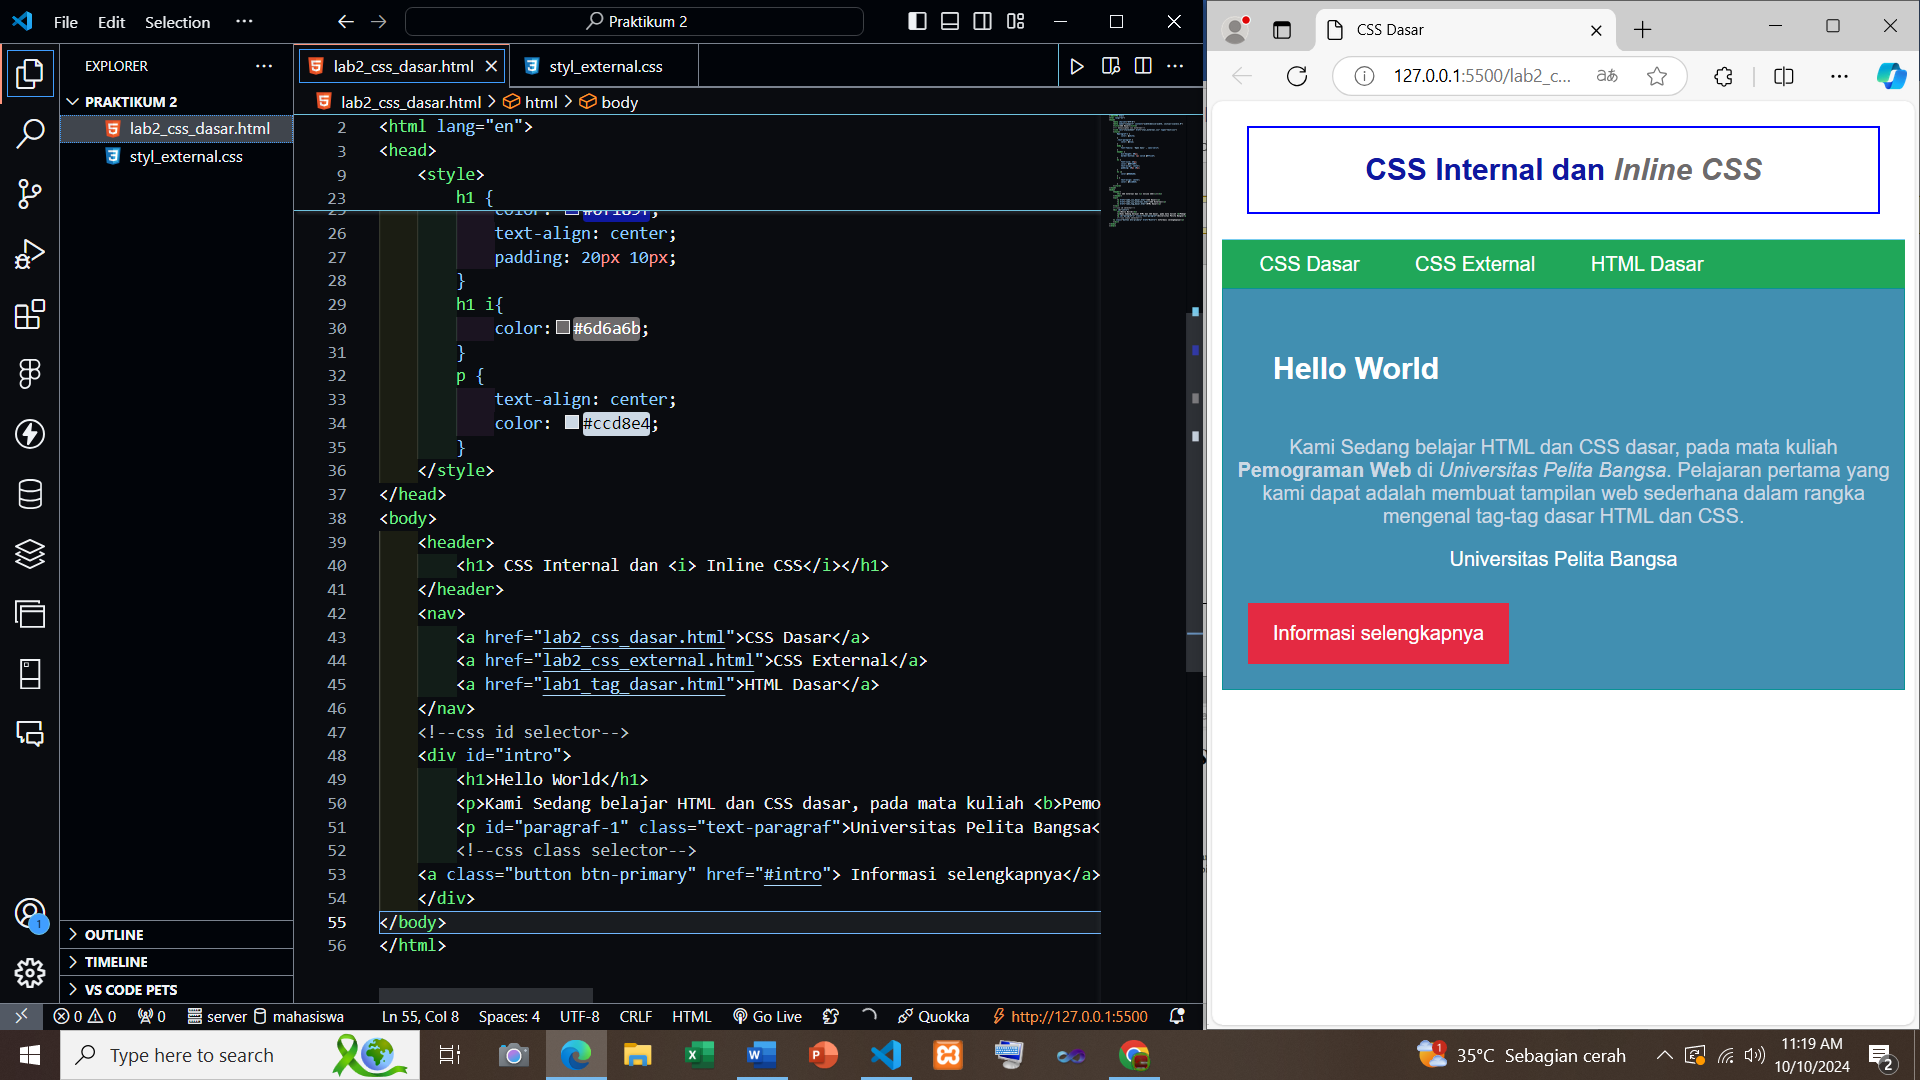 File Edit Selection ···
Praktikum 2
EXPLORER
PRAKTIKUM 2
lab2_css_dasar.html
styl_external.css
OUTLINE
TIMELINE
VS CODE PETS
lab2_css_dasar.html
styl_external.css
lab2_css_dasar.html > html > body
2 <html lang="en">
3 <head>
9 <style>
23 h1 {
26 text-align: center;
27 padding: 20px 10px;
28 }
29 h1 i{
30 color: #6d6a6b;
31 }
32 p {
33 text-align: center;
34 color: #ccd8e4;
35 }
36 </style>
37 </head>
38 <body>
39 <header>
40 <h1> CSS Internal dan <i> Inline CSS</i></h1>
41 </header>
42 <nav>
43 <a href="lab2_css_dasar.html">CSS Dasar</a>
44 <a href="lab2_css_external.html">CSS External</a>
45 <a href="lab1_tag_dasar.html">HTML Dasar</a>
46 </nav>
47 <!--css id selector-->
48 <div id="intro">
49 <h1>Hello World</h1>
50 <p>Kami Sedang belajar HTML dan CSS dasar, pada mata kuliah <b>Pemo
51 <p id="paragraf-1" class="text-paragraf">Universitas Pelita Bangsa<
52 <!--css class selector-->
53 <a class="button btn-primary" href="#intro"> Informasi selengkapnya</a>
54 </div>
55 </body>
56 </html>
0 0 0 server mahasiswa Ln 55, Col 8 Spaces: 4 UTF-8 CRLF HTML Go Live Quokka http://127.0.0.1:5500
CSS Dasar
127.0.0.1:5500/lab2_c...
CSS Internal dan Inline CSS
CSS Dasar CSS External HTML Dasar
Hello World
Kami Sedang belajar HTML dan CSS dasar, pada mata kuliah
Pemograman Web di Universitas Pelita Bangsa. Pelajaran pertama yang
kami dapat adalah membuat tampilan web sederhana dalam rangka
mengenal tag-tag dasar HTML dan CSS.
Universitas Pelita Bangsa
Informasi selengkapnya
Type here to search
35°C Sebagian cerah
11:19 AM
10/10/2024
2